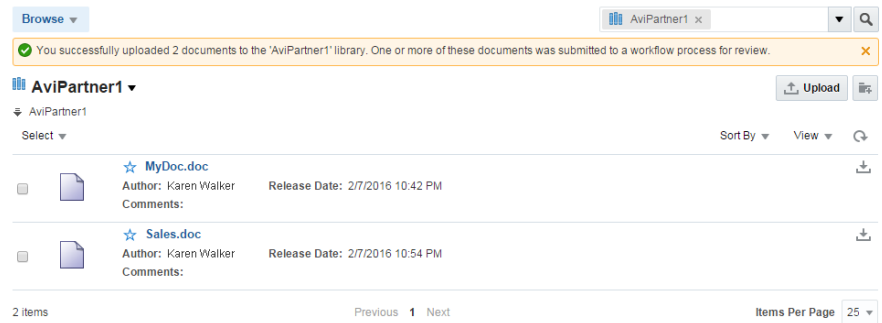 Browse
AviPartner1 ×
You successfully uploaded 2 documents to the 'AviPartner1' library. One or more of these documents was submitted to a workflow process for review.
AviPartner1
Upload
AviPartner1
Select
Sort By View
MyDoc.doc
Author: Karen Walker Release Date: 2/7/2016 10:42 PM
Comments:
Sales.doc
Author: Karen Walker Release Date: 2/7/2016 10:54 PM
Comments:
2 items Previous 1 Next Items Per Page 25